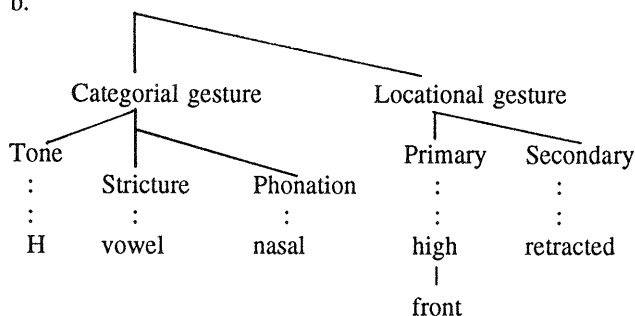 b.
Categorial gesture Locational gesture
Tone Primary Secondary
: Stricture Phonation : :
: : : : :
H vowel nasal high retracted
front